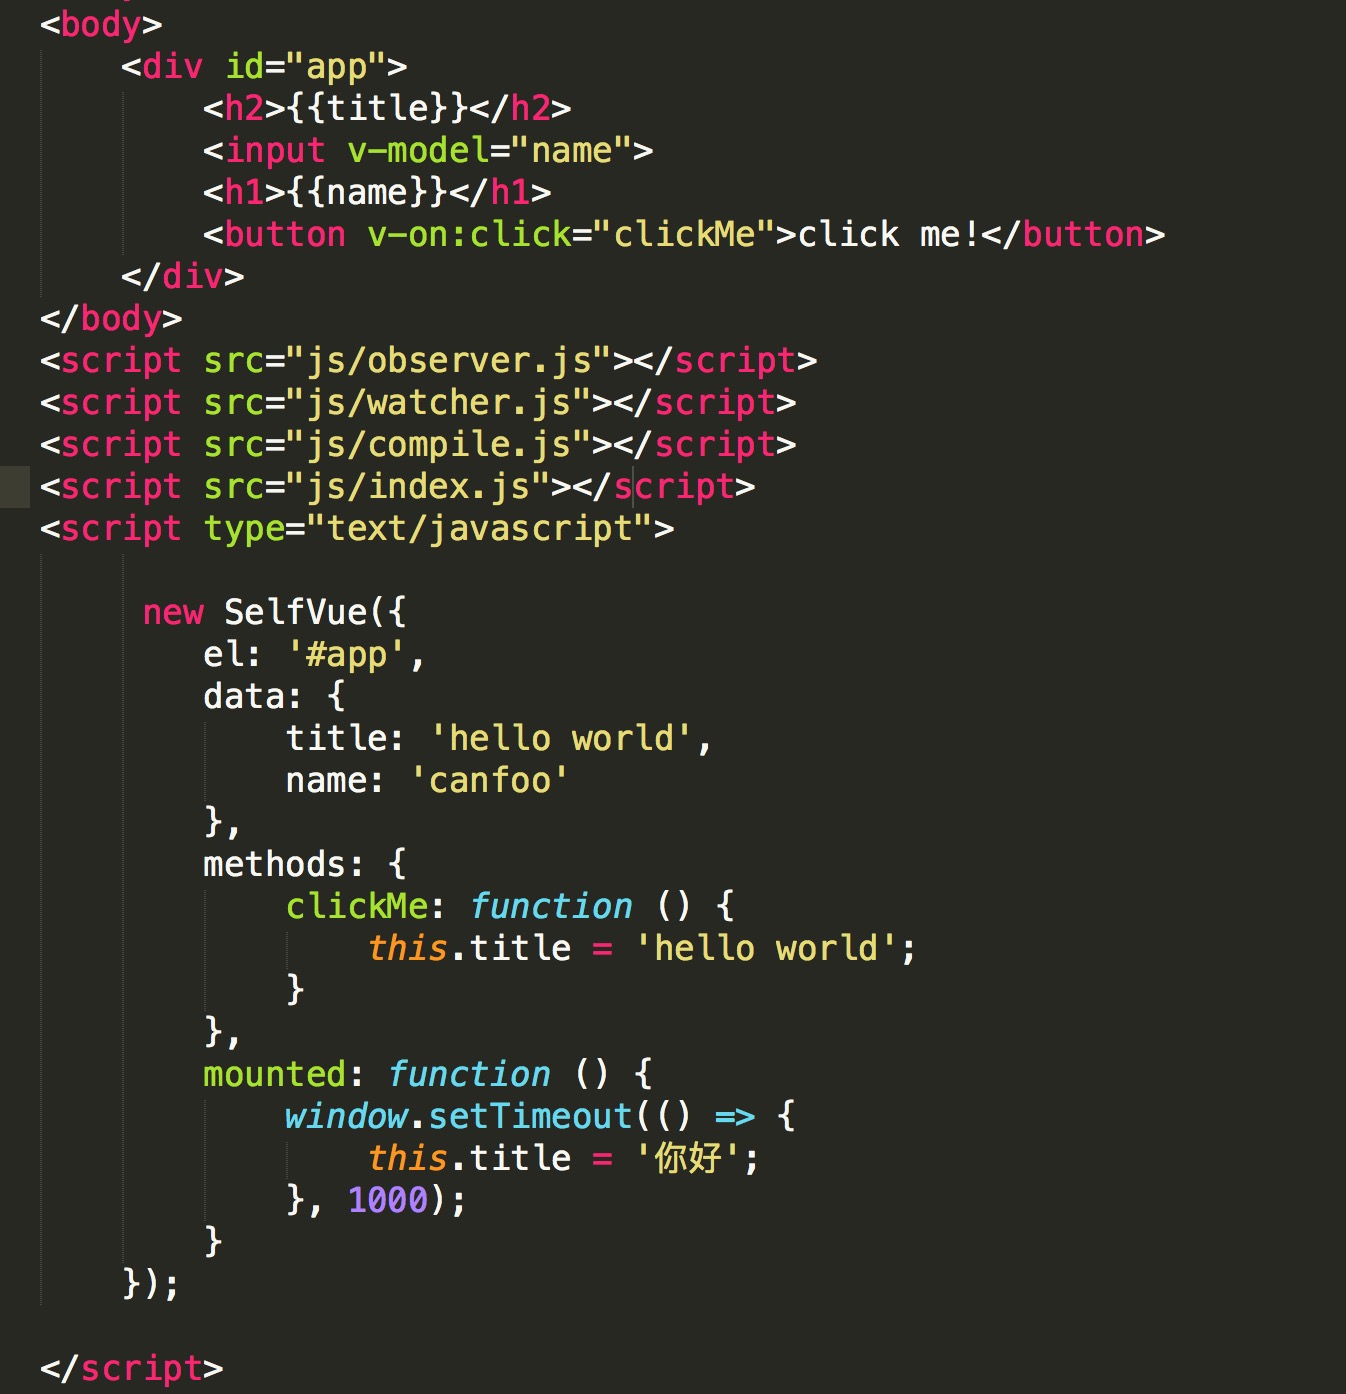 <body>
    <div id="app">
        <h2>{{title}}</h2>
        <input v-model="name">
        <h1>{{name}}</h1>
        <button v-on:click="clickMe">click me!</button>
    </div>
</body>
<script src="js/observer.js"></script>
<script src="js/watcher.js"></script>
<script src="js/compile.js"></script>
<script src="js/index.js"></script>
<script type="text/javascript">

     new SelfVue({
        el: '#app',
        data: {
            title: 'hello world',
            name: 'canfoo'
        },
        methods: {
            clickMe: function () {
                this.title = 'hello world';
            }
        },
        mounted: function () {
            window.setTimeout(() => {
                this.title = '你好';
            }, 1000);
        }
    });

</script>